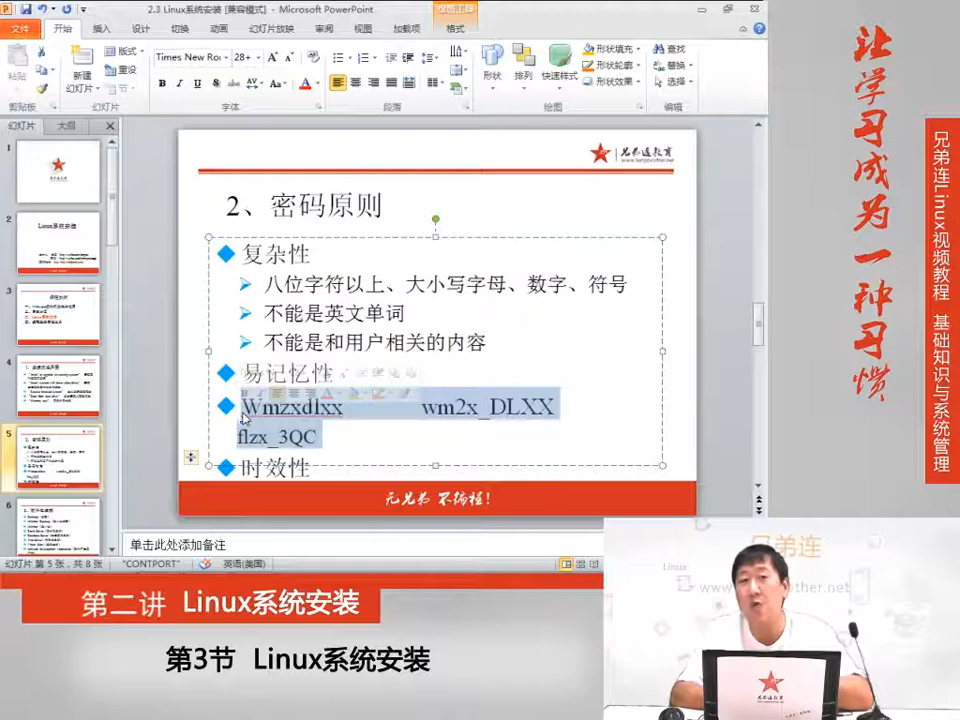 2.3 Linux系统安装 [兼容模式] - Microsoft PowerPoint
文件 开始 插入 设计 切换 动画 幻灯片放映 审阅 视图 加载项 格式
粘贴 新建 幻灯片 版式 重设 节
Times New Ro 28+
形状 排列 快速样式 形状填充 形状轮廓 形状效果 查找 替换 选择
剪贴板 幻灯片 字体 段落 绘图 编辑
幻灯片 大纲
1
2
3
4
5
6
兄弟连教育
2、密码原则
复杂性
八位字符以上、大小写字母、数字、符号
不能是英文单词
不能是和用户相关的内容
易记忆性
Wmzxdlxx wm2x_DLXX
flzx_3QC
时效性
无兄弟 不编程!
单击此处添加备注
幻灯片 第 5 张，共 8 张 "CONTPORT" 英语(美国)
第二讲 Linux系统安装
第3节 Linux系统安装
让学习成为一种习惯
兄弟连Linux视频教程 基础知识与系统管理
兄弟连
Linux